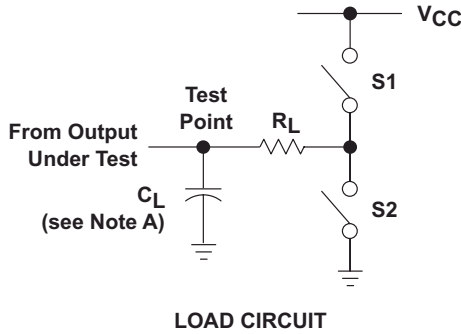 VCC
S1
Test
Point
RL
From Output
Under Test
CL
(see Note A)
S2
LOAD CIRCUIT